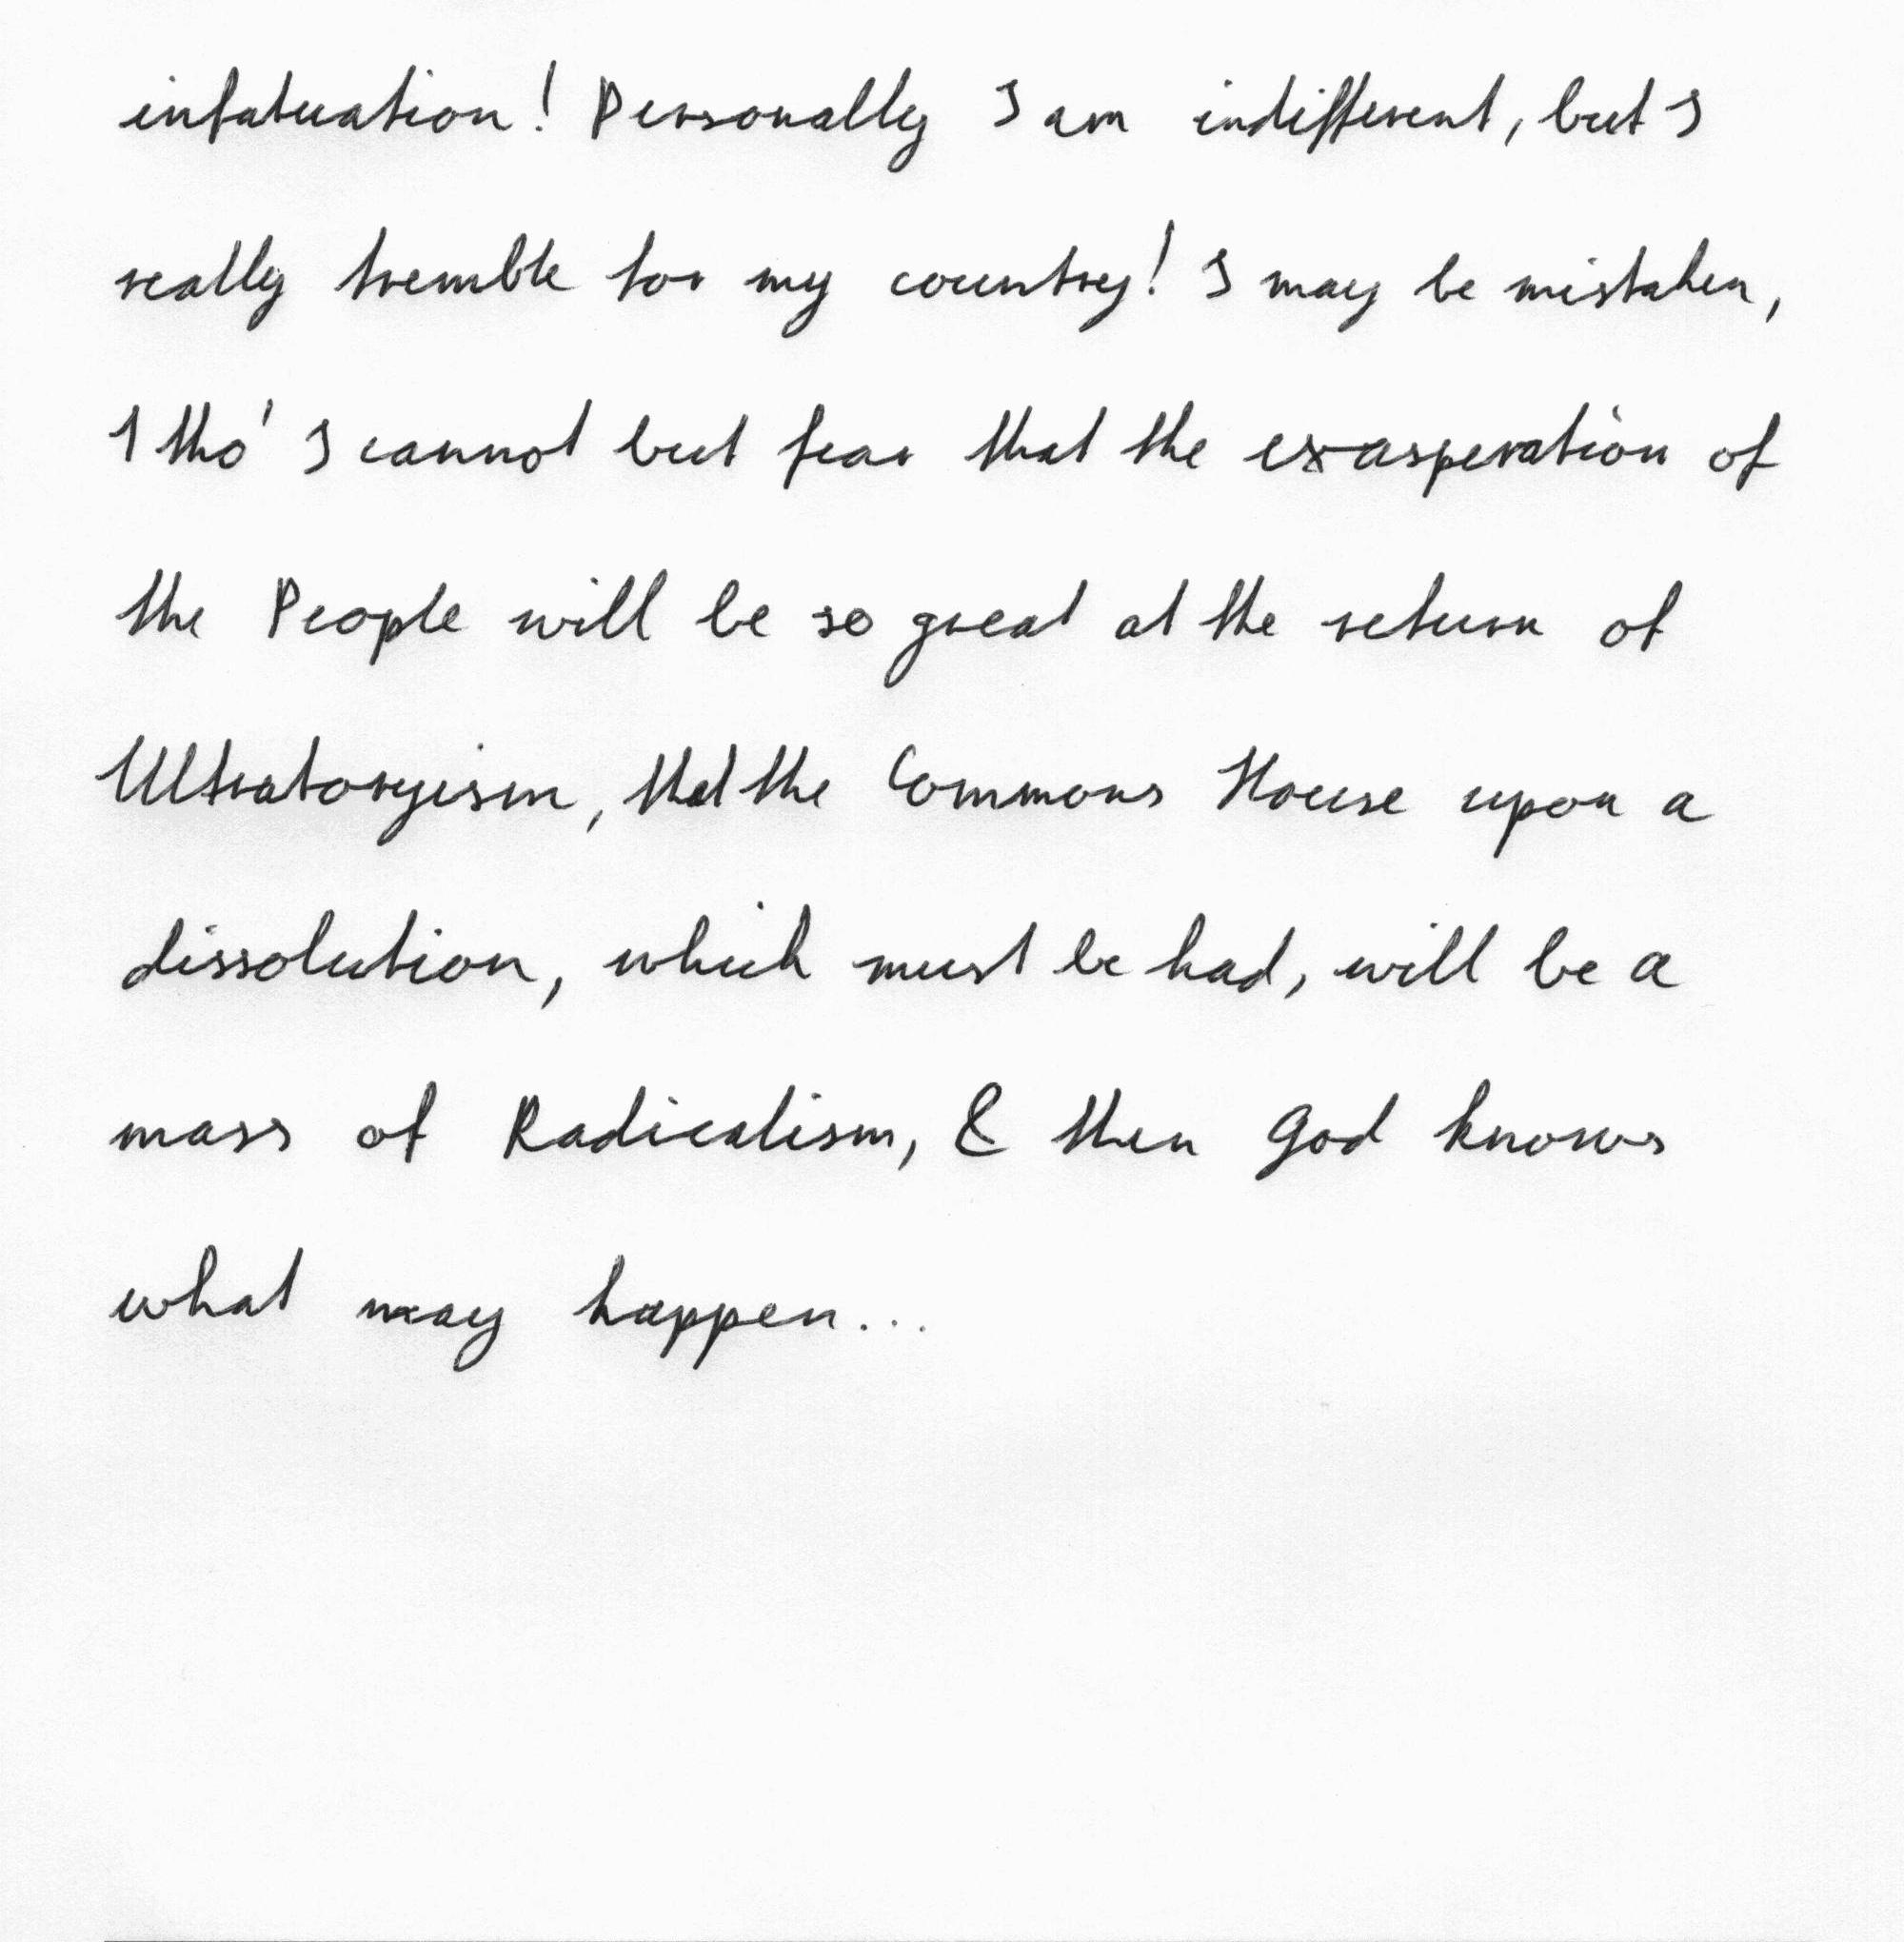 infatuation! Personally I am indifferent, but I
really tremble for my country! I may be mistaken,
1 tho' I cannot but fear that the exasperation of
the People will be so great at the return of
Ultratoryism, that the Commons House upon a
dissolution, which must be had, will be a
mass of Radicalism, & then God knows
what may happen...